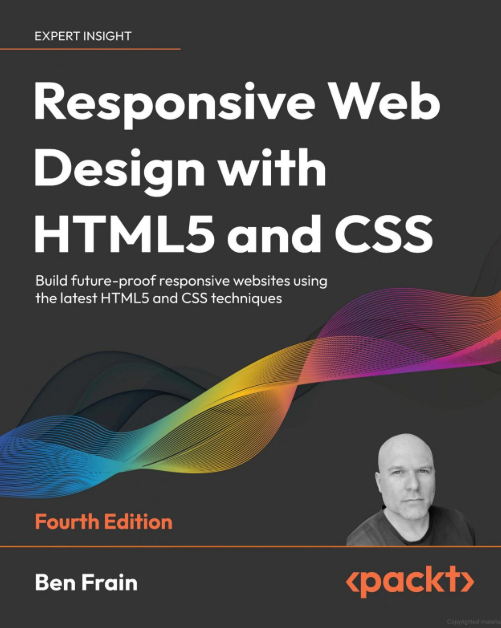 EXPERT INSIGHT
Responsive Web
Design with
HTML5 and CSS
Build future-proof responsive websites using
the latest HTML5 and CSS techniques
Fourth Edition
Ben Frain
<packt>